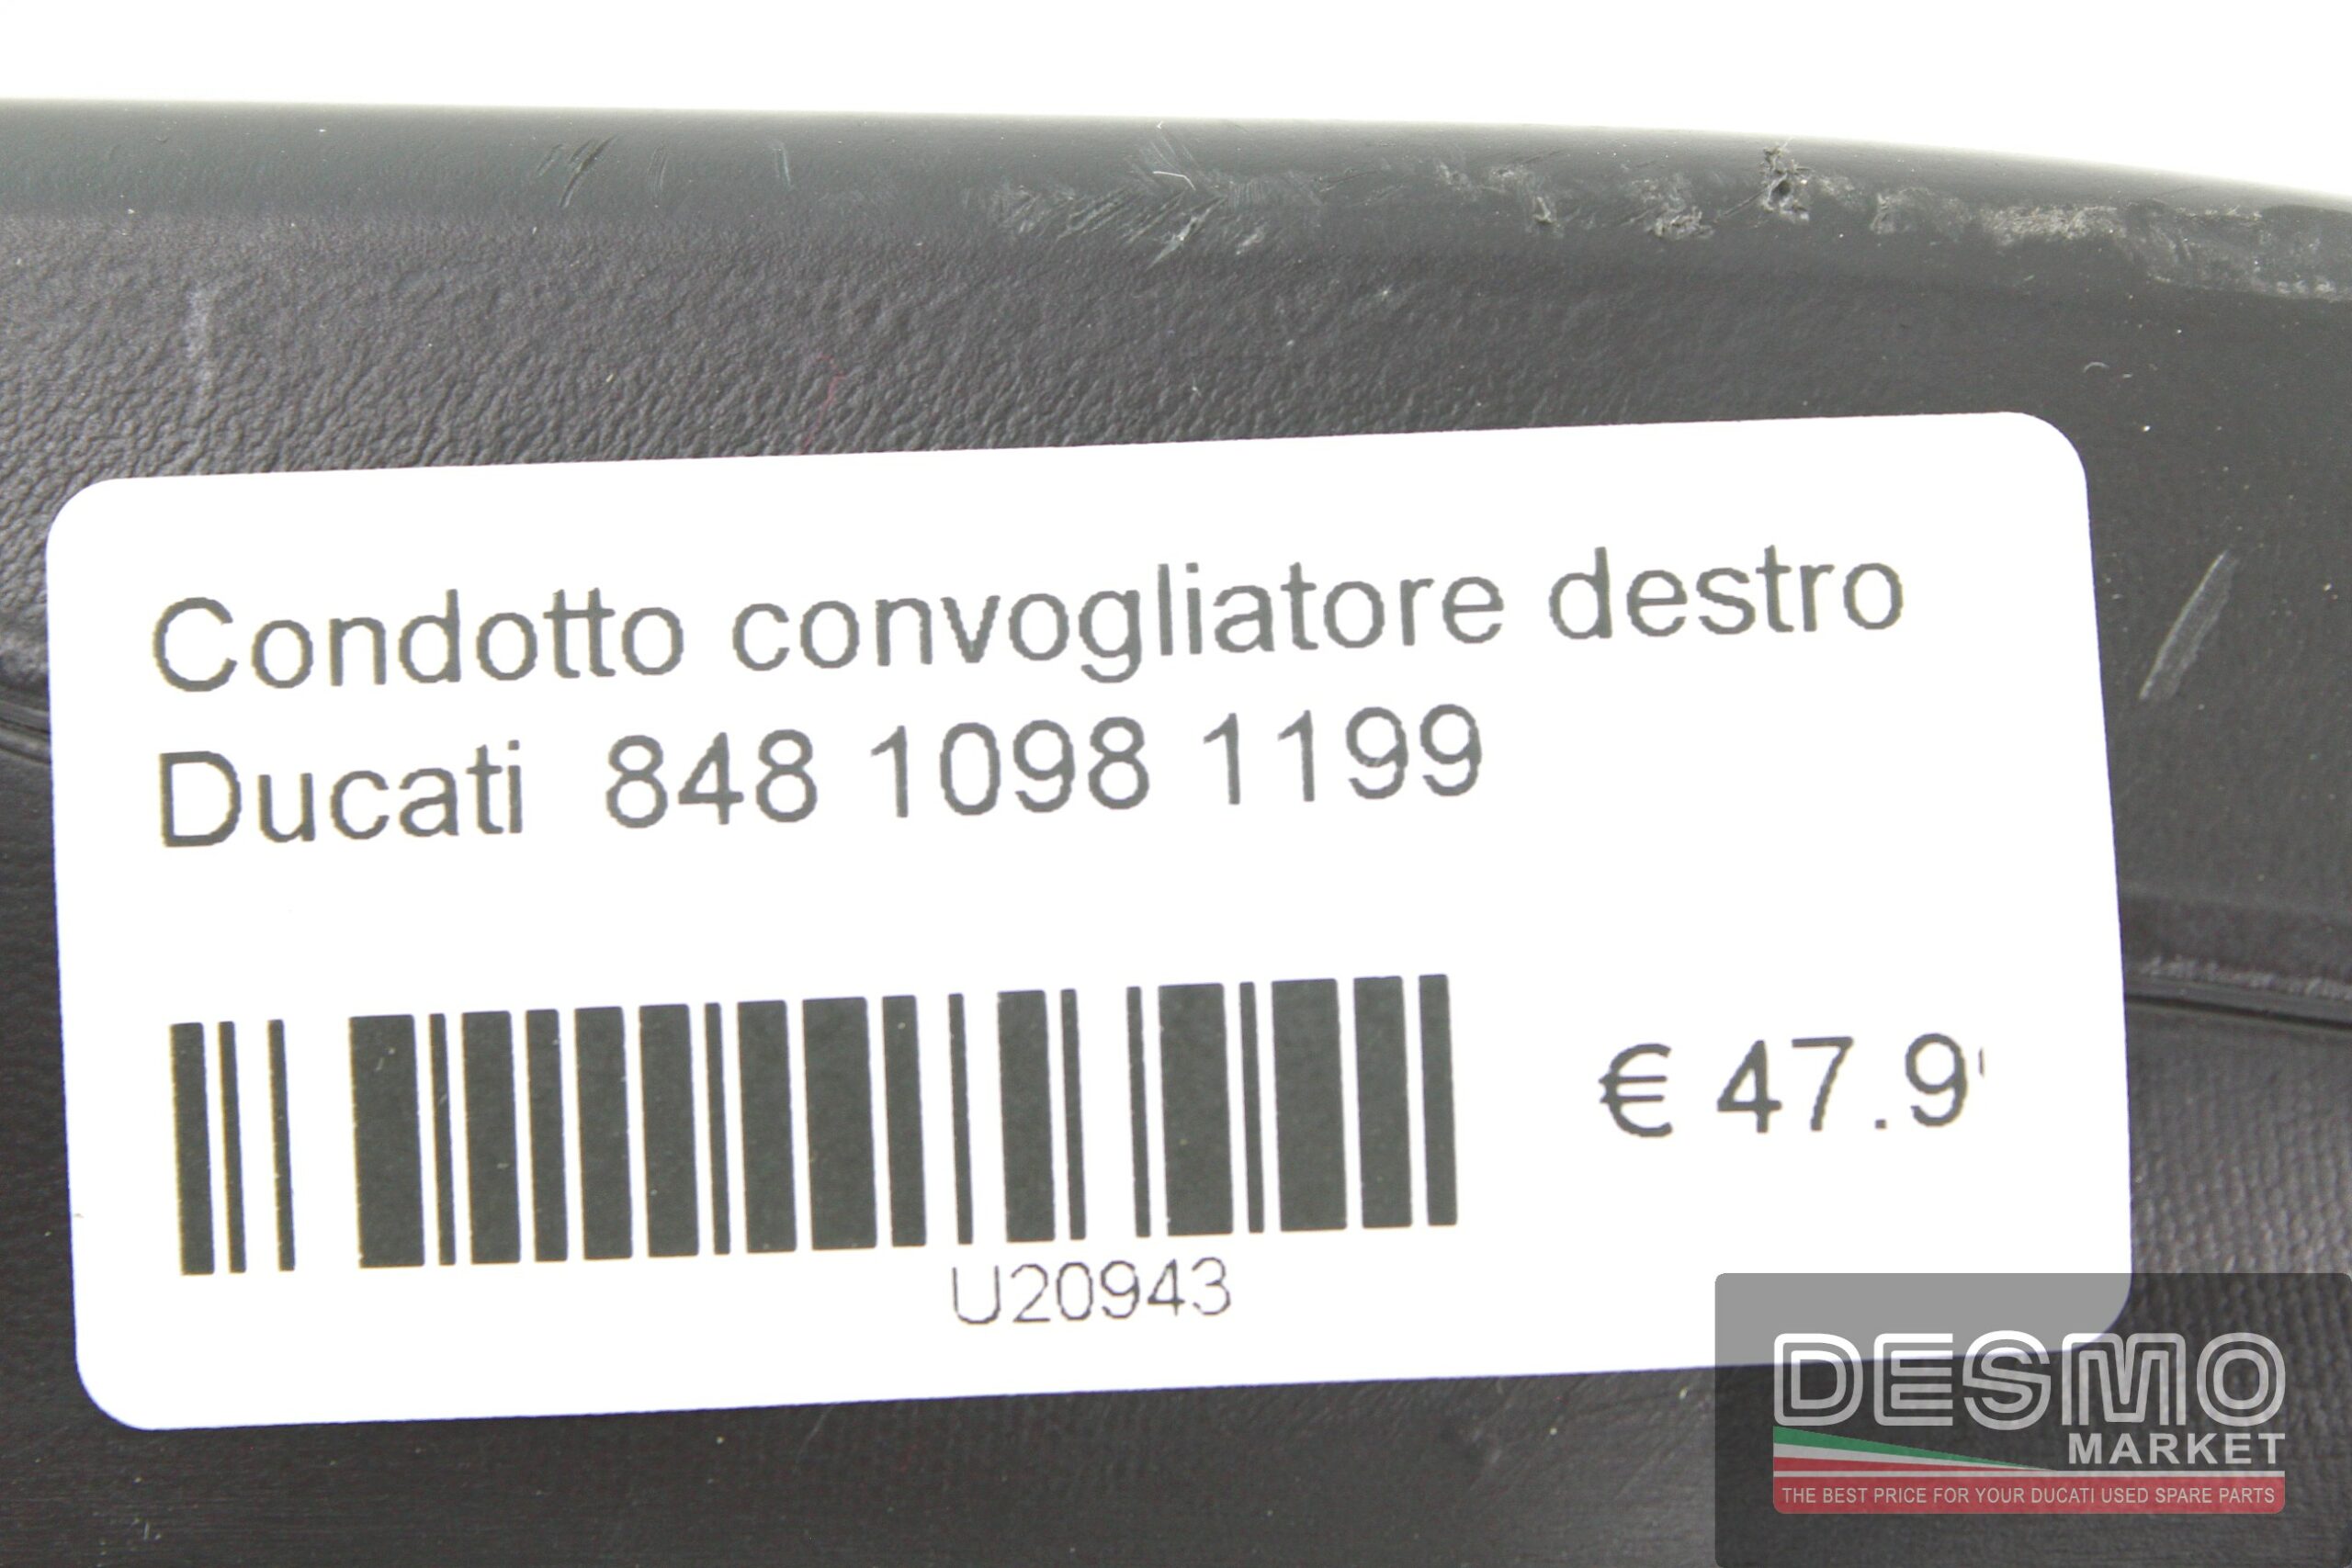 Condotto convogliatore destro
Ducati  848 1098 1199
€ 47.9
U20943
DESMO
MARKET
THE BEST PRICE FOR YOUR DUCATI USED SPARE PARTS